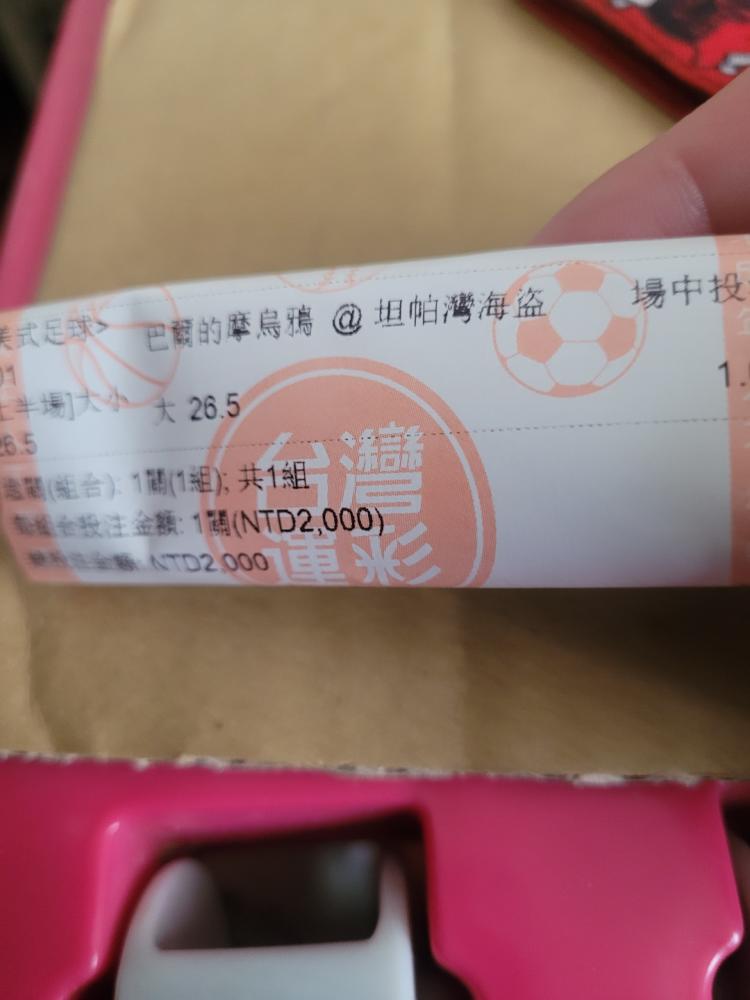 美式足球> 巴爾的摩烏鴉 @ 坦帕灣海盜 場中投
01
上半場]大小 大 26.5 1.
26.5
過關(組合): 1關(1組); 共1組
每組合投注金額: 1關(NTD2,000)
總投注金額: NTD2,000
台灣
運彩